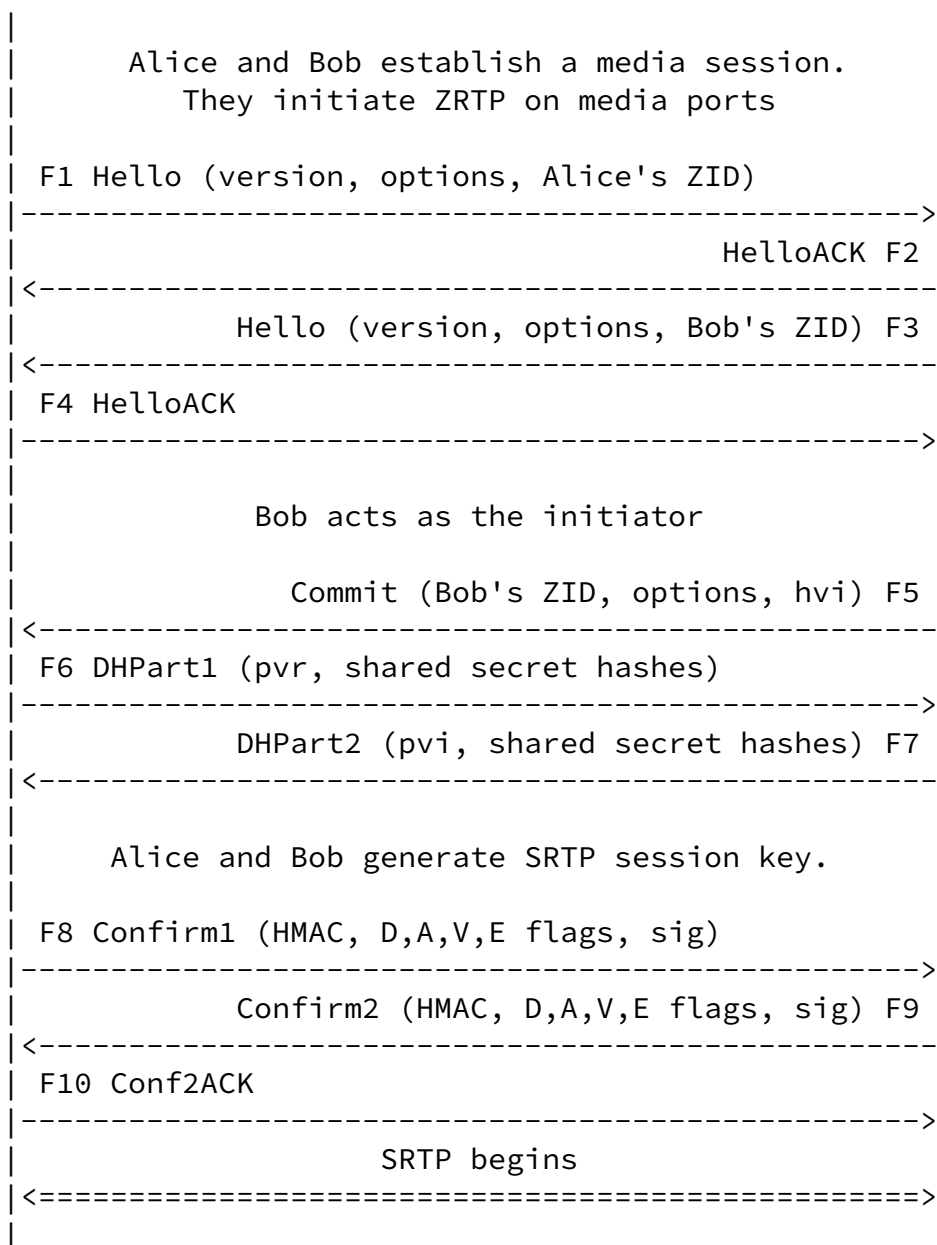 Alice and Bob establish a media session.
They initiate ZRTP on media ports
F1 Hello (version, options, Alice's ZID)
HelloACK F2
Hello (version, options, Bob's ZID) F3
F4 HelloACK
Bob acts as the initiator
Commit (Bob's ZID, options, hvi) F5
F6 DHPart1 (pvr, shared secret hashes)
DHPart2 (pvi, shared secret hashes) F7
Alice and Bob generate SRTP session key.
F8 Confirm1 (HMAC, D,A,V,E flags, sig)
Confirm2 (HMAC, D,A,V,E flags, sig) F9
F10 Conf2ACK
SRTP begins